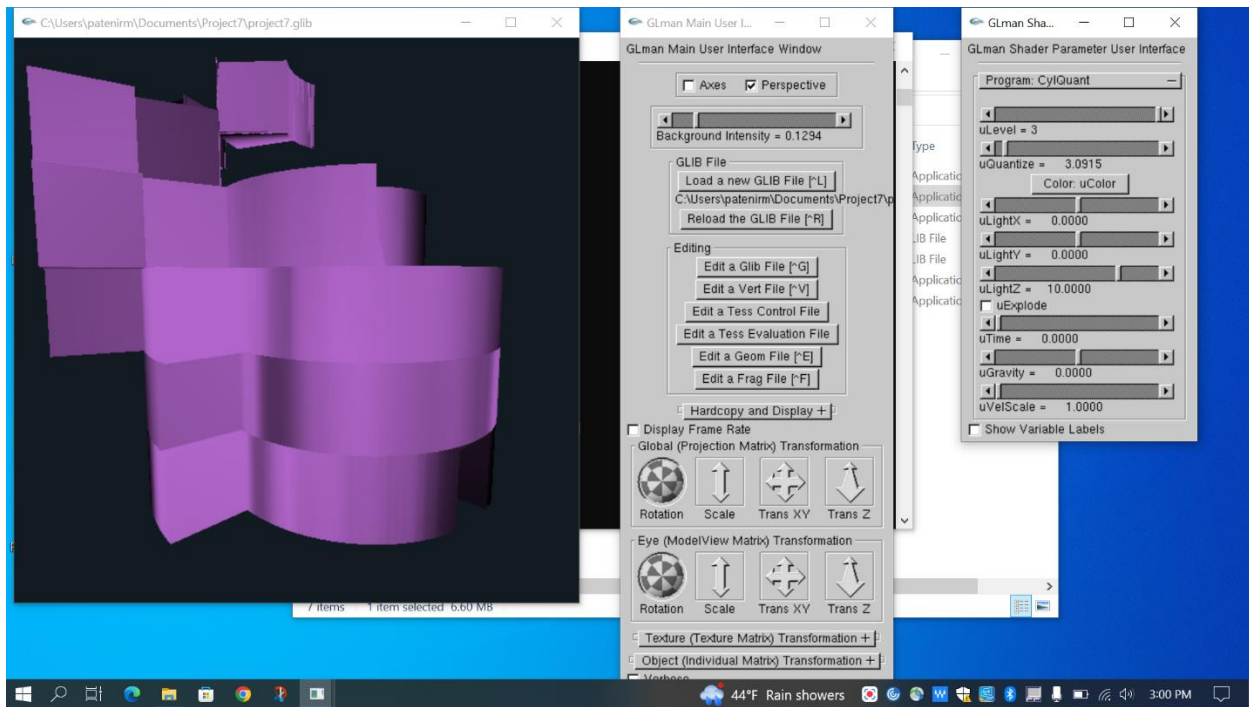 C:\Users\patenirm\Documents\Project7\project7.glib
GLman Main User I...
GLman Main User Interface Window
Axes
Perspective
Background Intensity = 0.1294
GLIB File
Load a new GLIB File [^L]
C:\Users\patenirm\Documents\Project7\p
Reload the GLIB File [^R]
Editing
Edit a Glib File [^G]
Edit a Vert File [^V]
Edit a Tess Control File
Edit a Tess Evaluation File
Edit a Geom File [^E]
Edit a Frag File [^F]
Hardcopy and Display +
Display Frame Rate
Global (Projection Matrix) Transformation
Rotation Scale Trans XY Trans Z
Eye (ModelView Matrix) Transformation
Rotation Scale Trans XY Trans Z
Texture (Texture Matrix) Transformation +
Object (Individual Matrix) Transformation +
Verbose
Type
Applicatic
Applicatic
Applicatic
LIB File
LIB File
Applicatic
Applicatic
GLman Sha...
GLman Shader Parameter User Interface
Program: CylQuant
uLevel = 3
uQuantize = 3.0915
Color: uColor
uLightX = 0.0000
uLightY = 0.0000
uLightZ = 10.0000
uExplode
uTime = 0.0000
uGravity = 0.0000
uVelScale = 1.0000
Show Variable Labels
7 items 1 item selected 6.60 MB
44°F Rain showers
3:00 PM